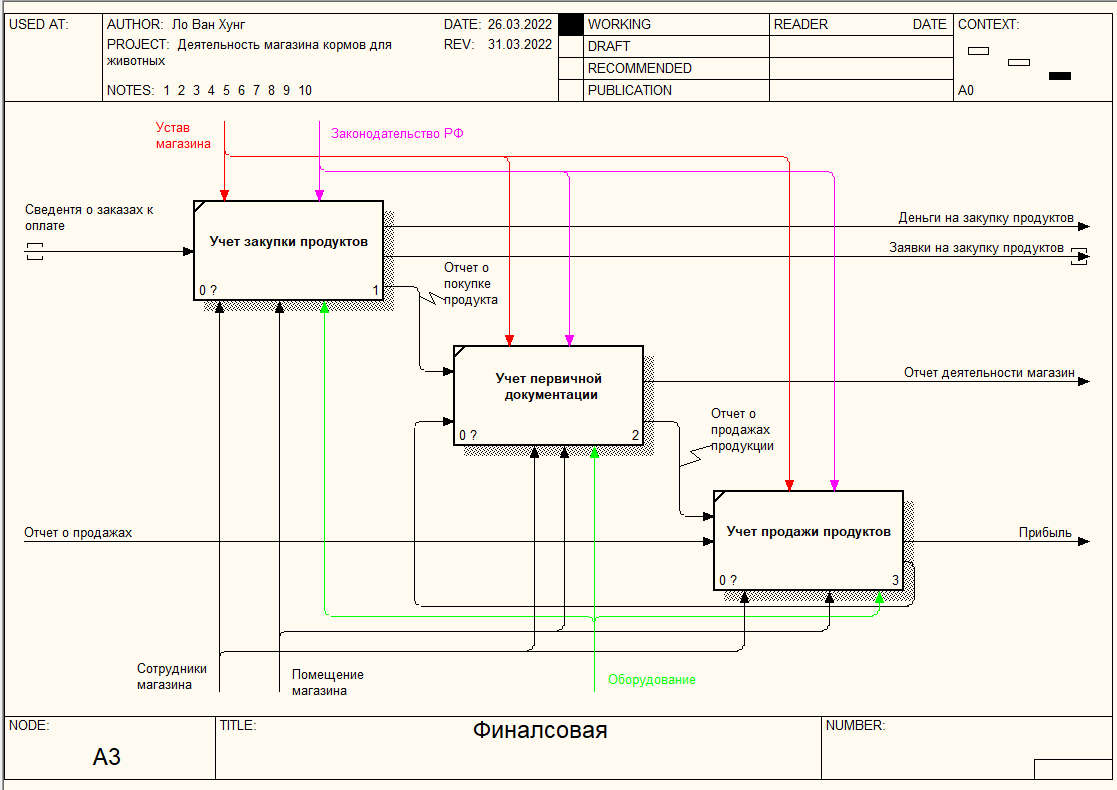 USED AT:
AUTHOR: Ло Ван Хунг
DATE: 26.03.2022
PROJECT: Деятельность магазина кормов для
животных
REV: 31.03.2022
NOTES: 1 2 3 4 5 6 7 8 9 10
WORKING
DRAFT
RECOMMENDED
PUBLICATION
READER DATE
CONTEXT:
A0
Устав
магазина
Законодательство РФ
Сведентя о заказах к
оплате
Учет закупки продуктов
0 ? 1
Деньги на закупку продуктов
Заявки на закупку продуктов
Отчет о
покупке
продукта
Учет первичной
документации
0 ? 2
Отчет деятельности магазин
Отчет о
продажах
продукции
Отчет о продажах
Учет продажи продуктов
0 ? 3
Прибыль
Сотрудники
магазина
Помещение
магазина
Оборудование
NODE:
A3
TITLE:
Финалсовая
NUMBER: